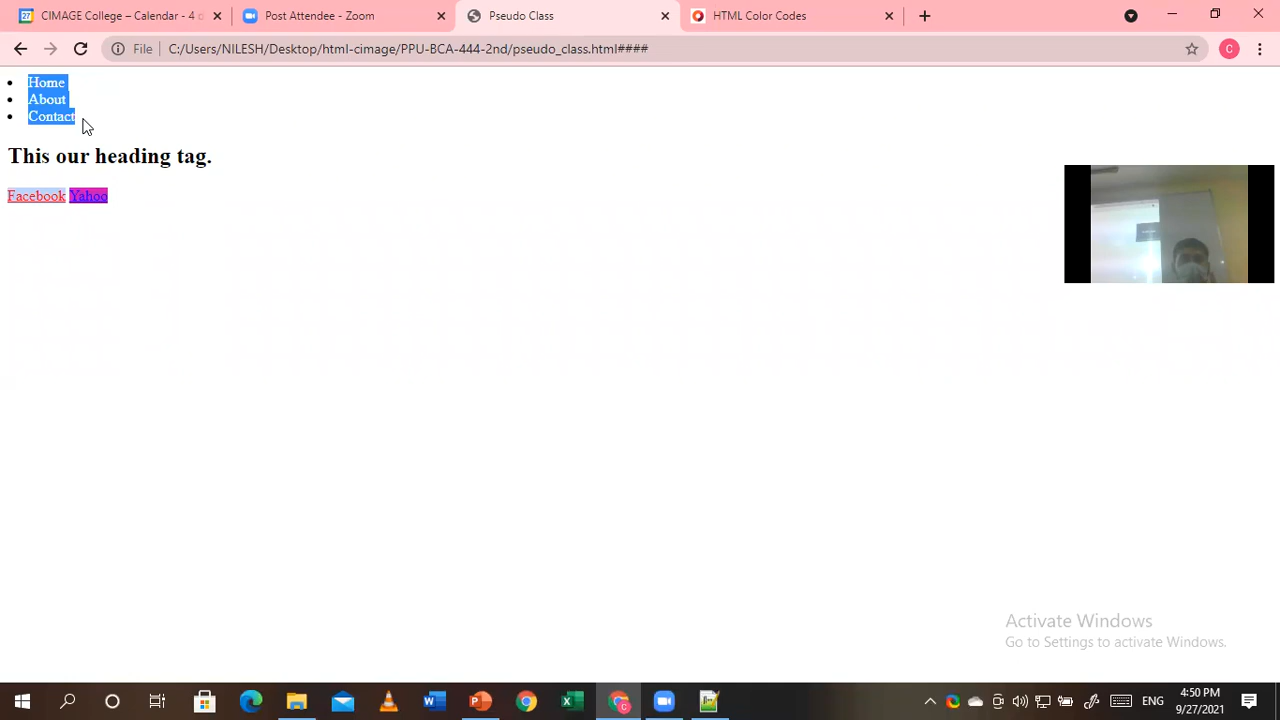 CIMAGE College – Calendar - 4 c
Post Attendee - Zoom
Pseudo Class
HTML Color Codes
File
C:/Users/NILESH/Desktop/html-cimage/PPU-BCA-444-2nd/pseudo_class.html####
C
Home
About
Contact
This our heading tag.
Facebook Yahoo
Activate Windows
Go to Settings to activate Windows.
ENG
4:50 PM
9/27/2021